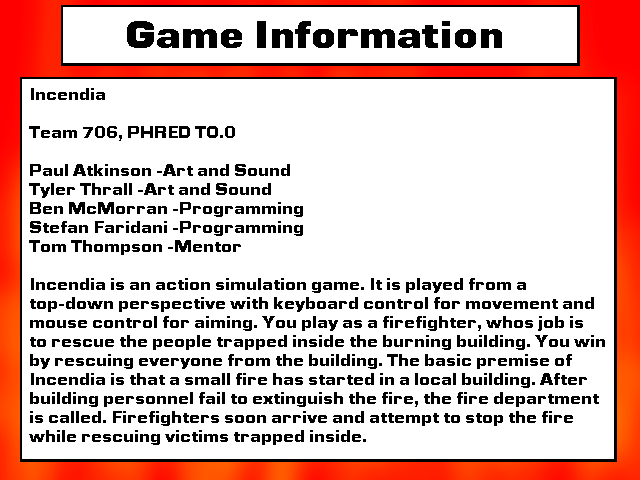 Game Information
Incendia
Team 706, PHRED TO.0
Paul Atkinson -Art and Sound
Tyler Thrall -Art and Sound
Ben McMorran -Programming
Stefan Faridani -Programming
Tom Thompson -Mentor
Incendia is an action simulation game. It is played from a
top-down perspective with keyboard control for movement and
mouse control for aiming. You play as a firefighter, whos job is
to rescue the people trapped inside the burning building. You win
by rescuing everyone from the building. The basic premise of
Incendia is that a small fire has started in a local building. After
building personnel fail to extinguish the fire, the fire department
is called. Firefighters soon arrive and attempt to stop the fire
while rescuing victims trapped inside.